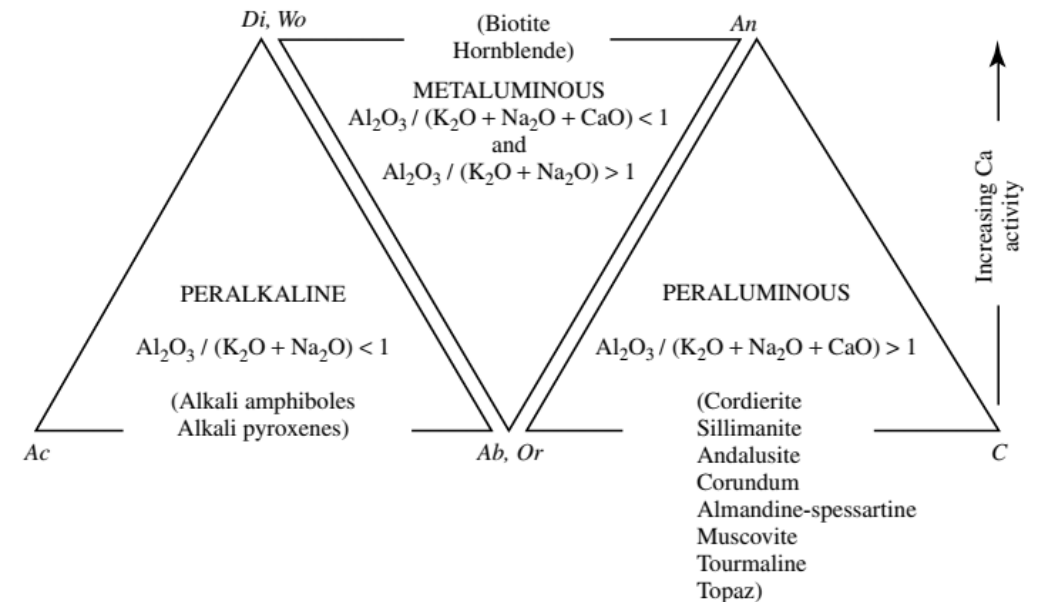 Di, Wo
(Biotite
Hornblende)
An
METALUMINOUS
Al₂O₃ / (K₂O + Na₂O + CaO) < 1
and
Al₂O₃ / (K₂O + Na₂O) > 1
Increasing Ca
activity
PERALKALINE
Al₂O₃ / (K₂O + Na₂O) < 1
(Alkali amphiboles
Alkali pyroxenes)
PERALUMINOUS
Al₂O₃ / (K₂O + Na₂O + CaO) > 1
(Cordierite
Sillimanite
Andalusite
Corundum
Almandine-spessartine
Muscovite
Tourmaline
Topaz)
Ac
Ab, Or
C